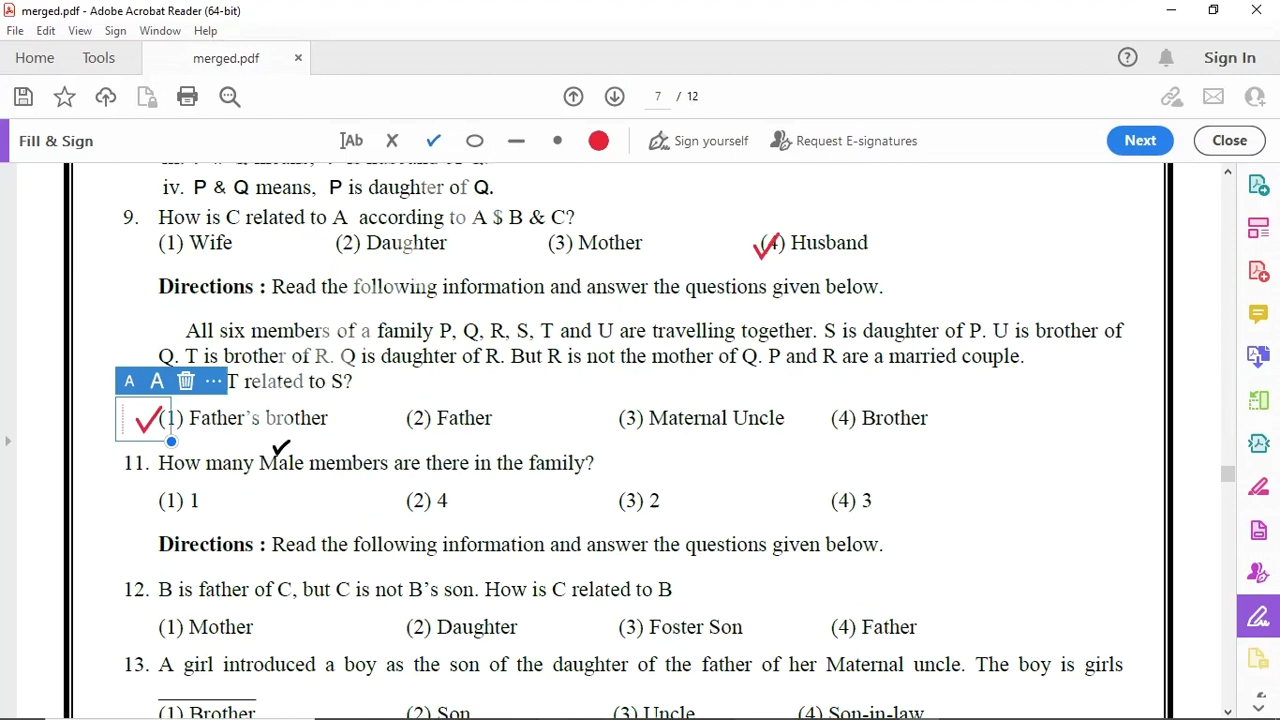 merged.pdf - Adobe Acrobat Reader (64-bit)
File Edit View Sign Window Help
Home Tools merged.pdf × Sign In
7 / 12
Fill & Sign Ab Sign yourself Request E-signatures Next Close
iv. P & Q means, P is daughter of Q.
9. How is C related to A according to A $ B & C?
(1) Wife (2) Daughter (3) Mother (4) Husband
Directions : Read the following information and answer the questions given below.
All six members of a family P, Q, R, S, T and U are travelling together. S is daughter of P. U is brother of
Q. T is brother of R. Q is daughter of R. But R is not the mother of Q. P and R are a married couple.
A A ... T related to S?
(1) Father's brother (2) Father (3) Maternal Uncle (4) Brother
11. How many Male members are there in the family?
(1) 1 (2) 4 (3) 2 (4) 3
Directions : Read the following information and answer the questions given below.
12. B is father of C, but C is not B's son. How is C related to B
(1) Mother (2) Daughter (3) Foster Son (4) Father
13. A girl introduced a boy as the son of the daughter of the father of her Maternal uncle. The boy is girls
(1) Brother (2) Son (3) Uncle (4) Son-in-law